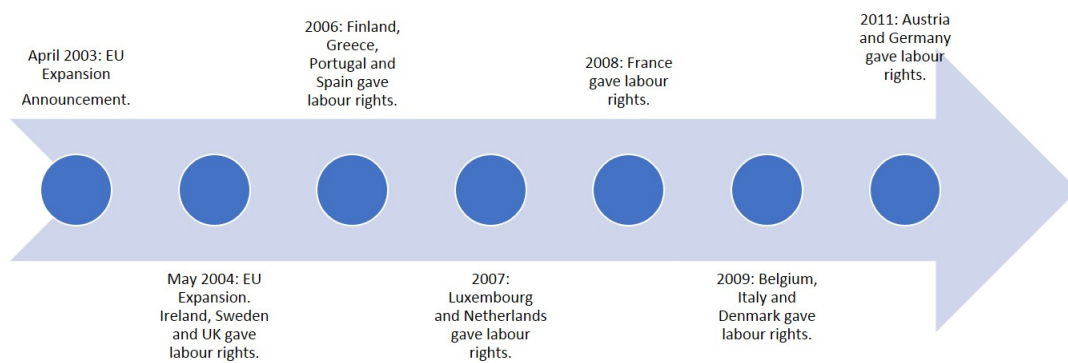 April 2003: EU
Expansion
Announcement.
May 2004: EU
Expansion.
Ireland, Sweden
and UK gave
labour rights.
2006: Finland,
Greece,
Portugal and
Spain gave
labour rights.
2007:
Luxembourg
and Netherlands
gave labour
rights.
2008: France
gave labour
rights.
2009: Belgium,
Italy and
Denmark gave
labour rights.
2011: Austria
and Germany
gave labour
rights.